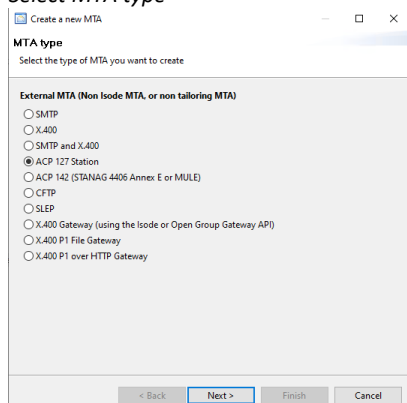 Select MTA type
Create a new MTA
MTA type
Select the type of MTA you want to create
External MTA (Non Isode MTA, or non tailoring MTA)
SMTP
X.400
SMTP and X.400
ACP 127 Station
ACP 142 (STANAG 4406 Annex E or MULE)
CFTP
SLEP
X.400 Gateway (using the Isode or Open Group Gateway API)
X.400 P1 File Gateway
X.400 P1 over HTTP Gateway
< Back Next > Finish Cancel